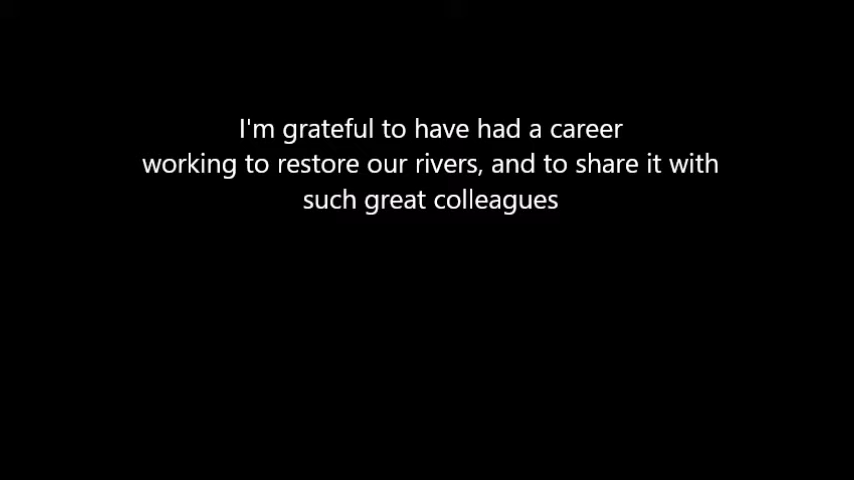 I'm grateful to have had a career
working to restore our rivers, and to share it with
such great colleagues